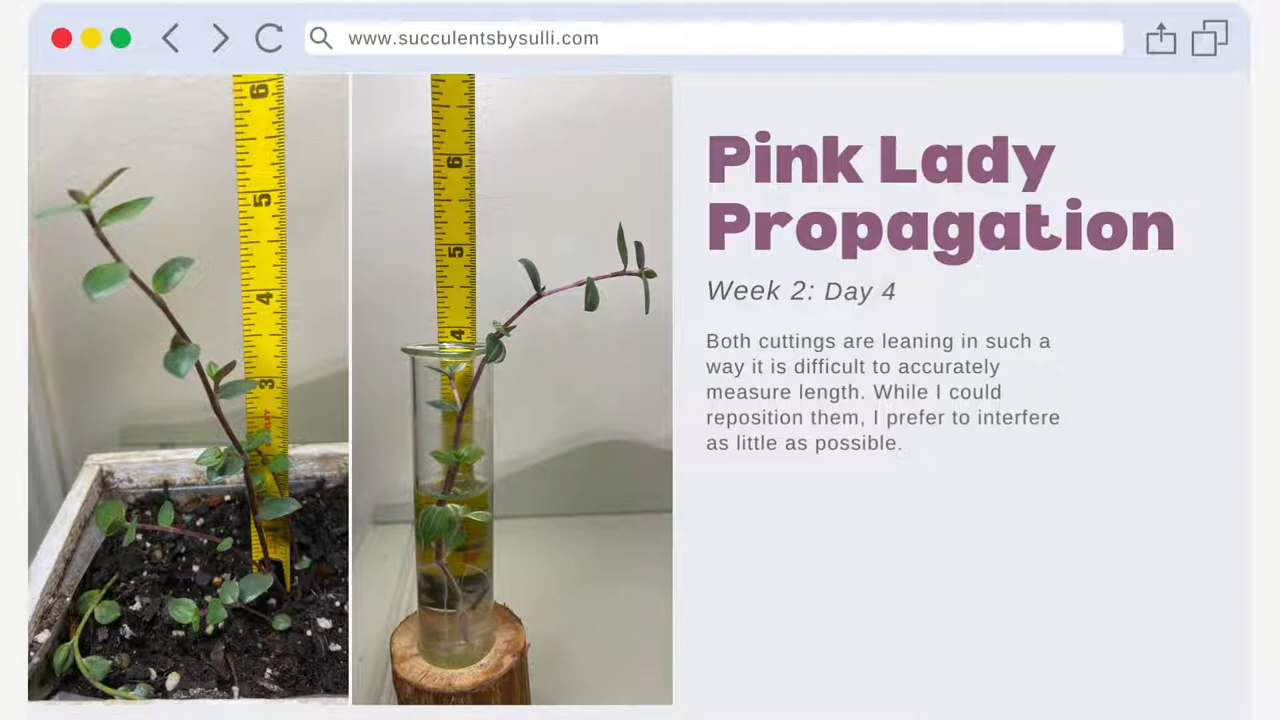 www.succulentsbysulli.com
6
5
4
3
6
5
4
Pink Lady
Propagation
Week 2: Day 4
Both cuttings are leaning in such a
way it is difficult to accurately
measure length. While I could
reposition them, I prefer to interfere
as little as possible.